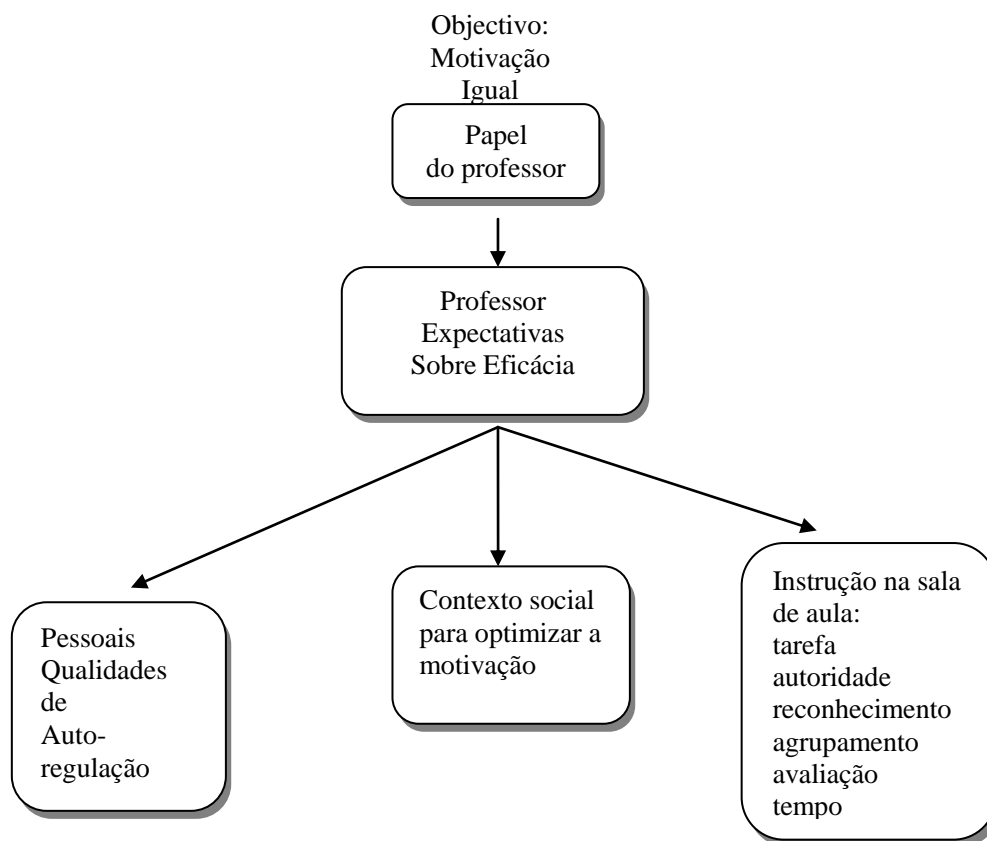 Objectivo:
Motivação
Igual
Papel
do professor
Professor
Expectativas
Sobre Eficácia
Pessoais
Qualidades
de
Auto-
regulação
Contexto social
para optimizar a
motivação
Instrução na sala
de aula:
tarefa
autoridade
reconhecimento
agrupamento
avaliação
tempo